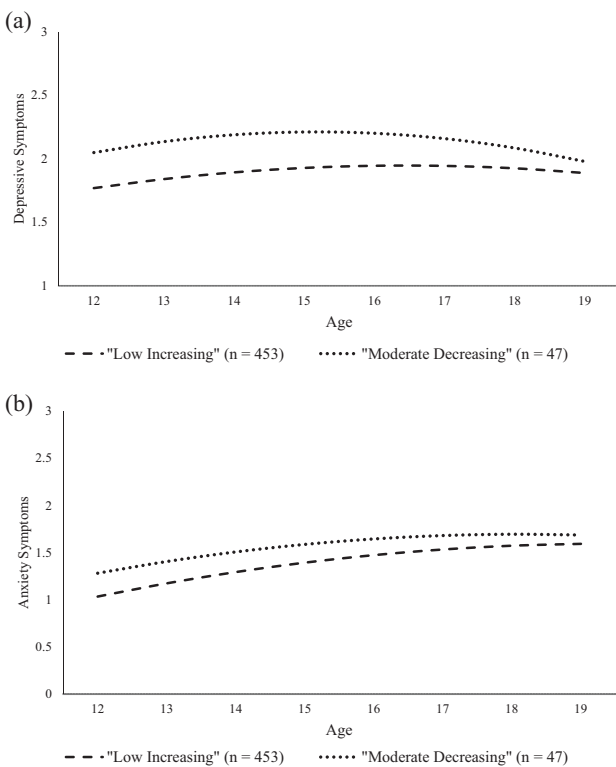 (a)
3
2.5
2
1.5
1
Depressive Symptoms
12 13 14 15 16 17 18 19
Age
"Low Increasing" (n = 453) "Moderate Decreasing" (n = 47)
(b)
3
2.5
2
1.5
1
0.5
0
Anxiety Symptoms
12 13 14 15 16 17 18 19
Age
"Low Increasing" (n = 453) "Moderate Decreasing" (n = 47)